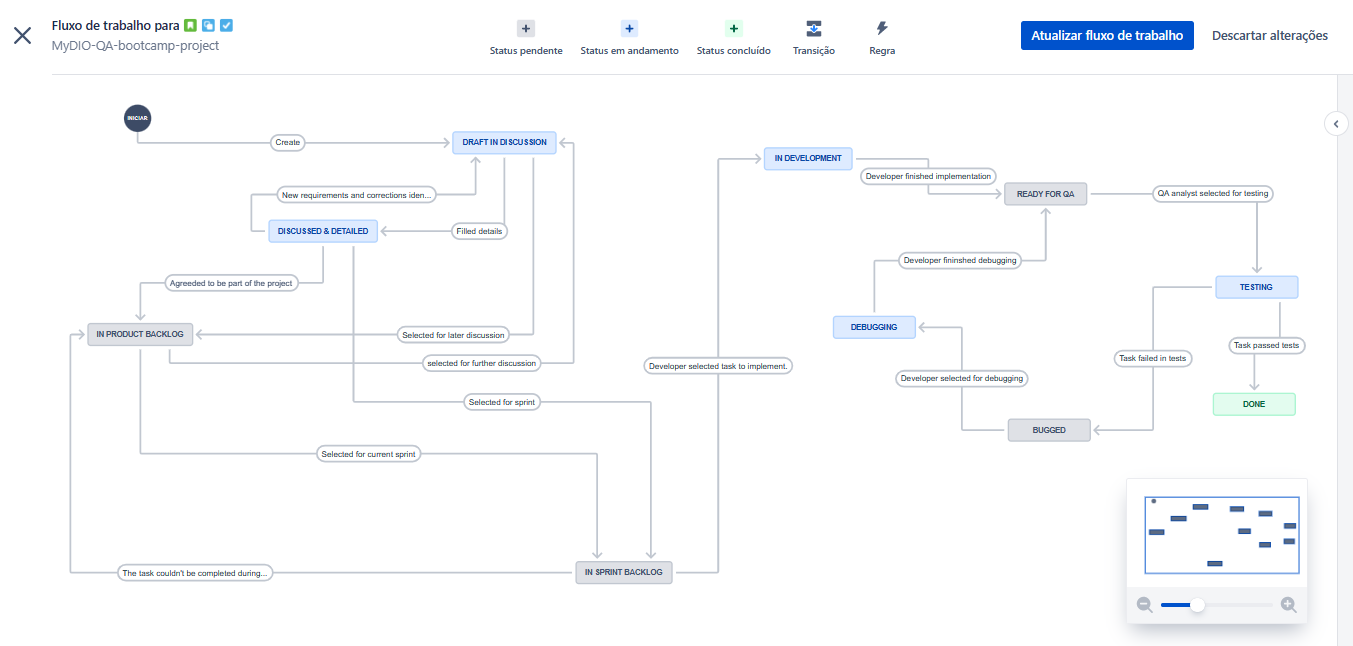 Fluxo de trabalho para
MyDIO-QA-bootcamp-project
Status pendente
Status em andamento
Status concluído
Transição
Regra
Atualizar fluxo de trabalho
Descartar alterações
INICIAR
Create
DRAFT IN DISCUSSION
IN DEVELOPMENT
Developer finished implementation
New requirements and corrections iden...
READY FOR QA
QA analyst selected for testing
DISCUSSED & DETAILED
Filled details
Developer fininshed debugging
Agreeded to be part of the project
TESTING
IN PRODUCT BACKLOG
Selected for later discussion
DEBUGGING
Task passed tests
selected for further discussion
Developer selected task to implement.
Task failed in tests
Developer selected for debugging
Selected for sprint
DONE
BUGGED
Selected for current sprint
The task couldn't be completed during...
IN SPRINT BACKLOG